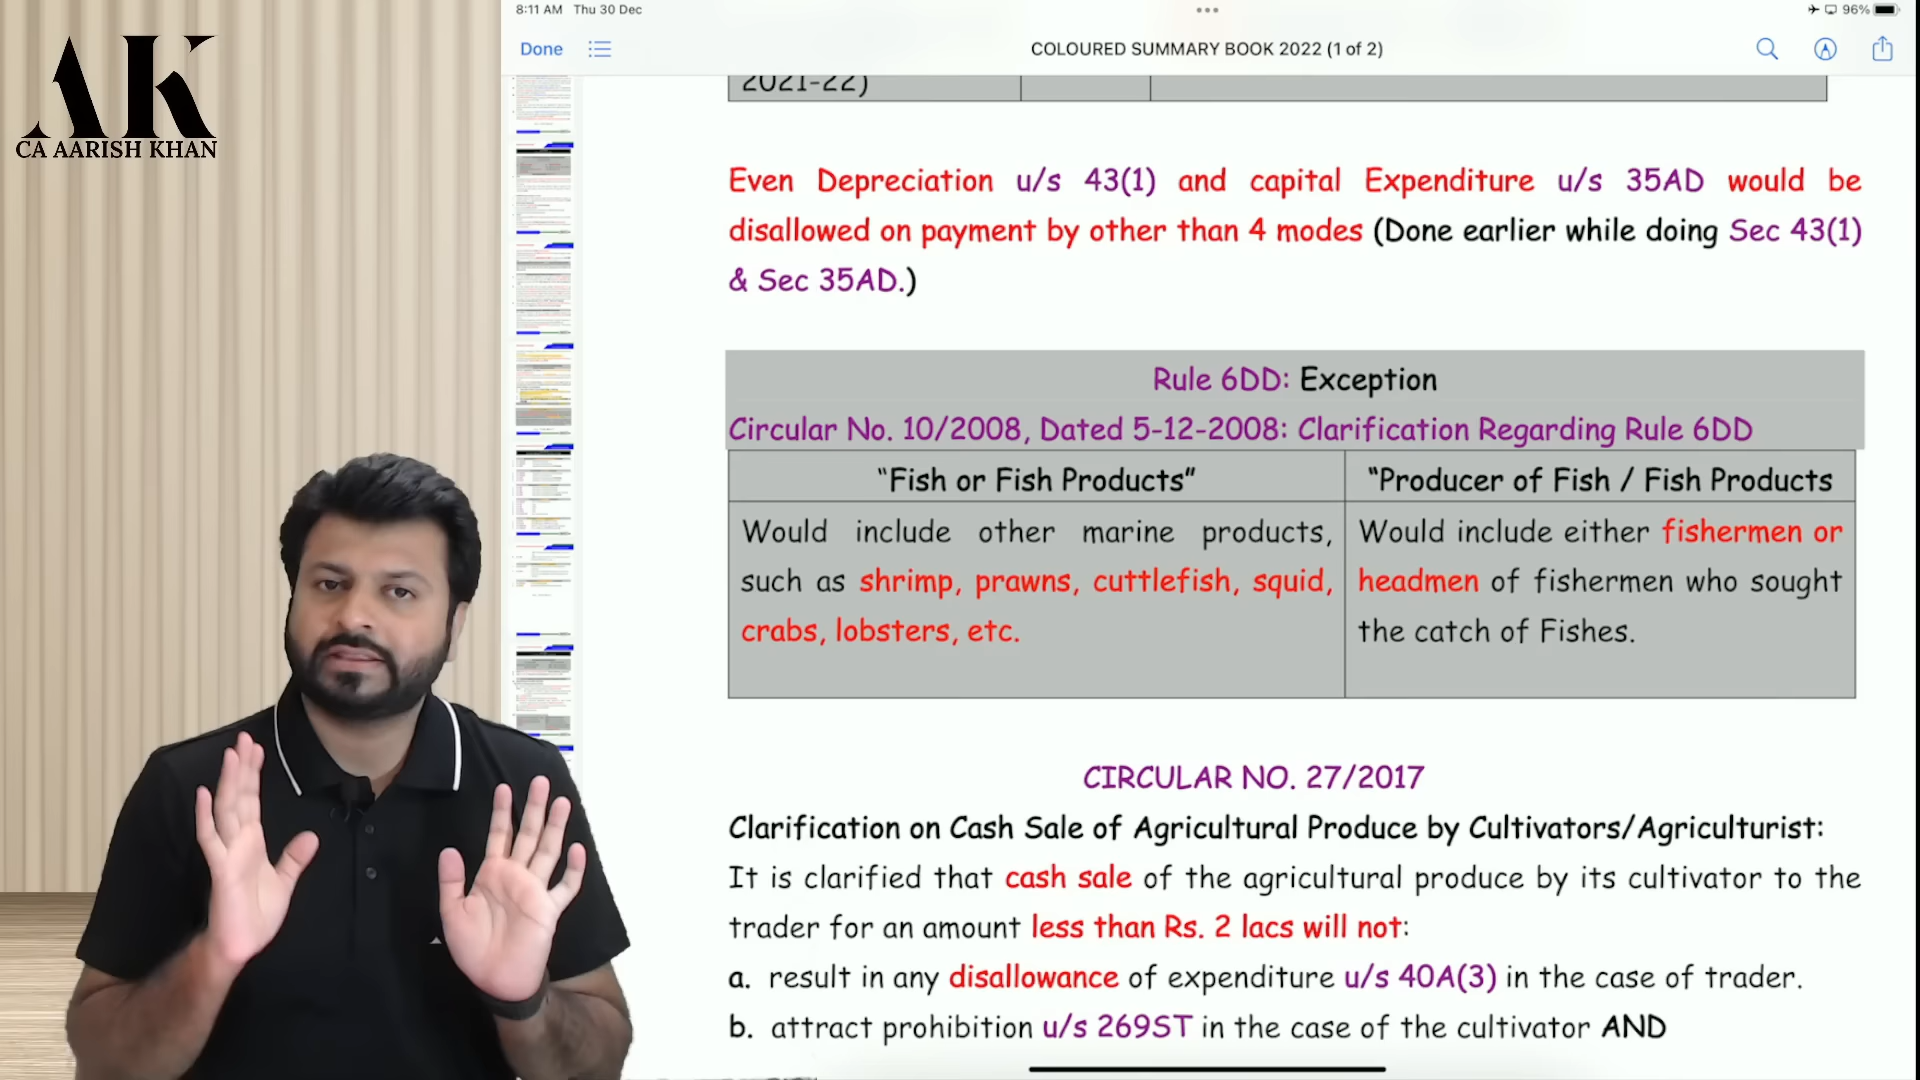 8:11 AM Thu 30 Dec
96%
AK
CA AARISH KHAN
Done
COLOURED SUMMARY BOOK 2022 (1 of 2)
2021-22)
Even Depreciation u/s 43(1) and capital Expenditure u/s 35AD would be
disallowed on payment by other than 4 modes (Done earlier while doing Sec 43(1)
& Sec 35AD.)
Rule 6DD: Exception
Circular No. 10/2008, Dated 5-12-2008: Clarification Regarding Rule 6DD
“Fish or Fish Products”
Would include other marine products,
such as shrimp, prawns, cuttlefish, squid,
crabs, lobsters, etc.
“Producer of Fish / Fish Products
Would include either fishermen or
headmen of fishermen who sought
the catch of Fishes.
CIRCULAR NO. 27/2017
Clarification on Cash Sale of Agricultural Produce by Cultivators/Agriculturist:
It is clarified that cash sale of the agricultural produce by its cultivator to the
trader for an amount less than Rs. 2 lacs will not:
a. result in any disallowance of expenditure u/s 40A(3) in the case of trader.
b. attract prohibition u/s 269ST in the case of the cultivator AND